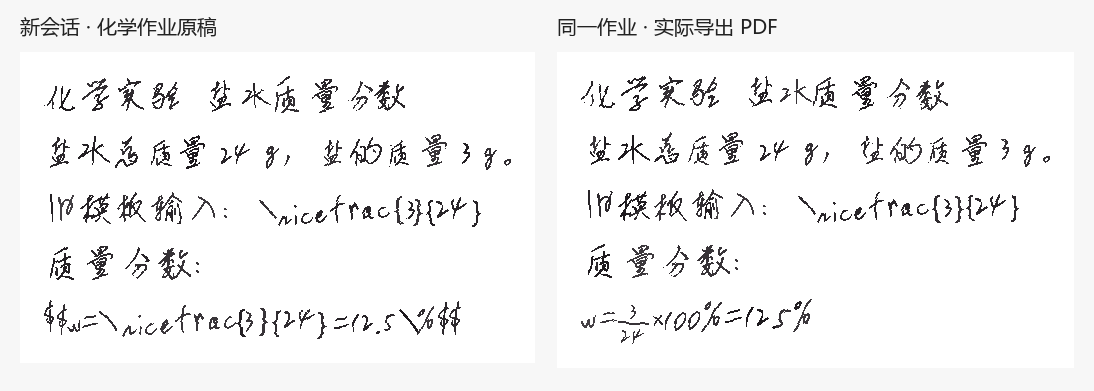 新会话 · 化学作业原稿
化学实验 盐水质量分数
盐水总质量 24 g，盐的质量 3 g。
旧模板输入：\nicefrac{3}{24}
质量分数：
$$w=\nicefrac{3}{24}=12.5\%$$
同一作业 · 实际导出 PDF
化学实验 盐水质量分数
盐水总质量 24 g，盐的质量 3 g。
旧模板输入：\nicefrac{3}{24}
质量分数：
w=3/24×100%=12.5%